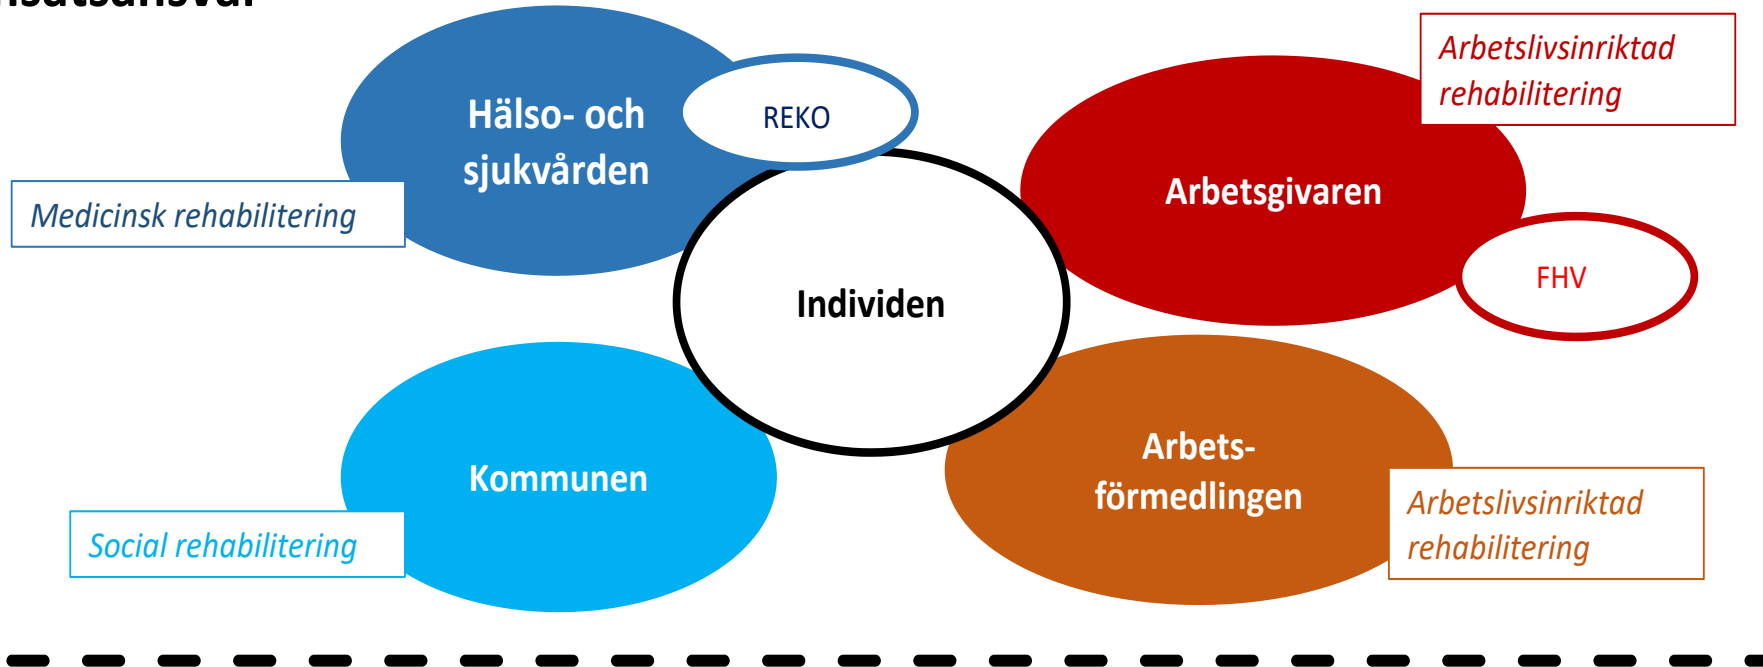 Hälso- och
sjukvården
REKO
Medicinsk rehabilitering
Arbetslivsinriktad
rehabilitering
Arbetsgivaren
FHV
Individen
Kommunen
Social rehabilitering
Arbets-
förmedlingen
Arbetslivsinriktad
rehabilitering